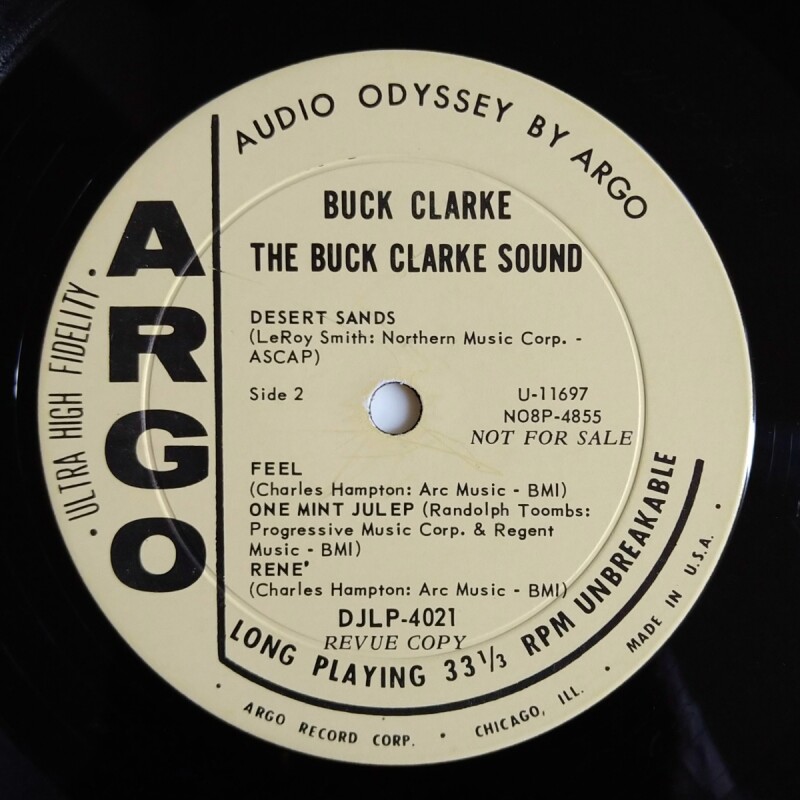 AUDIO ODYSSEY BY ARGO
ARGO
· ULTRA HIGH FIDELITY ·
BUCK CLARKE
THE BUCK CLARKE SOUND
DESERT SANDS
(LeRoy Smith: Northern Music Corp. -
ASCAP)
Side 2
U-11697
NO8P-4855
NOT FOR SALE
FEEL
(Charles Hampton: Arc Music - BMI)
ONE MINT JULEP (Randolph Toombs:
Progressive Music Corp. & Regent
Music - BMI)
RENE'
(Charles Hampton: Arc Music - BMI)
DJLP-4021
REVUE COPY
LONG PLAYING 33 1/3 RPM UNBREAKABLE
· ARGO RECORD CORP. · CHICAGO, ILL. · MADE IN U.S.A. ·